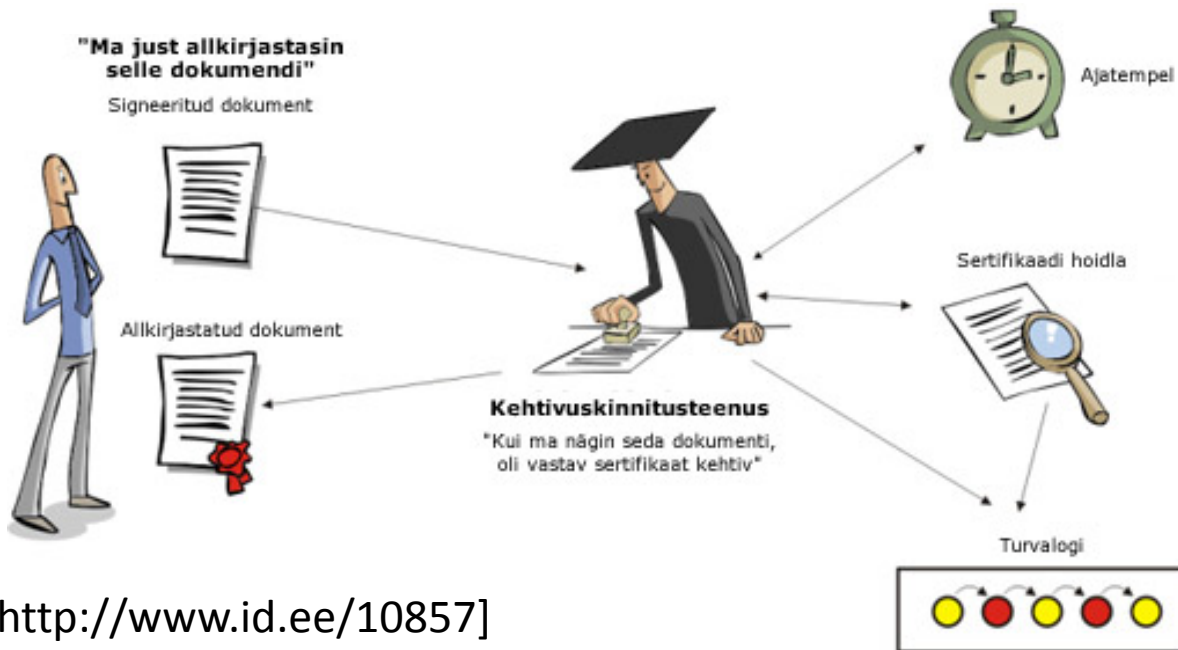 "Ma just allkirjastasin
selle dokumendi"
Signeeritud dokument
Allkirjastatud dokument
Kehtivuskinnitusteenus
"Kui ma nägin seda dokumenti,
oli vastav sertifikaat kehtiv"
Ajatempel
Sertifikaadi hoidla
Turvalogi
http://www.id.ee/10857]